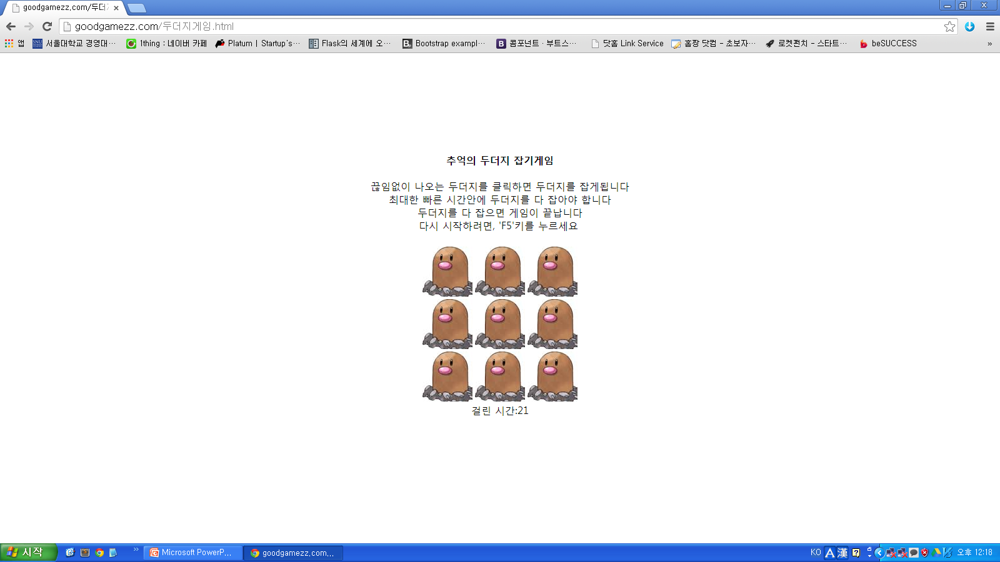 goodgamezz.com/두더
goodgamezz.com/두더지게임.html
앱
서울대학교 경영대…
1thing : 네이버 카페
Platum | Startup's…
Flask의 세계에 오…
Bootstrap exampl…
콤포넌트 · 부트스…
닷홈 Link Service
홈짱 닷컴 - 초보자…
로켓펀치 - 스타트…
beSUCCESS
추억의 두더지 잡기게임
끊임없이 나오는 두더지를 클릭하면 두더지를 잡게됩니다
최대한 빠른 시간안에 두더지를 다 잡아야 합니다
두더지를 다 잡으면 게임이 끝납니다
다시 시작하려면, 'F5'키를 누르세요
걸린 시간:21
시작
Microsoft PowerP...
goodgamezz.com...
KO
A
漢
오후 12:18